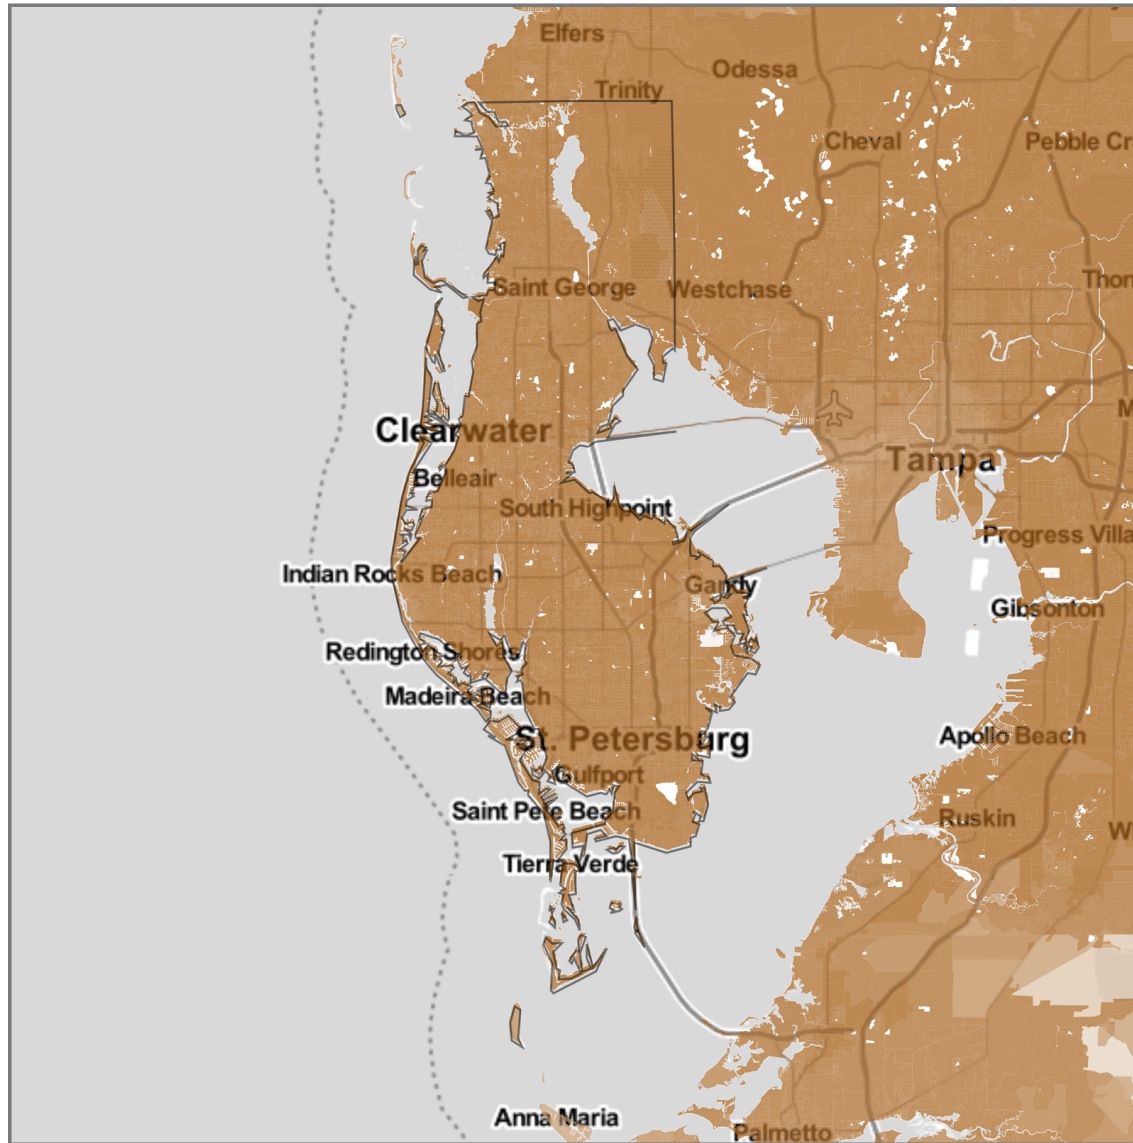 Elfers
Odessa
Trinity
Cheval
Pebble Cr
Saint George
Westchase
Thon
Clearwater
M
Tampa
Belleair
South Highpoint
Progress Villa
Indian Rocks Beach
Gandy
Gibsonton
Redington Shores
Madeira Beach
St. Petersburg
Apollo Beach
Gulfport
Saint Pete Beach
Ruskin
W
Tierra Verde
Anna Maria
Palmetto